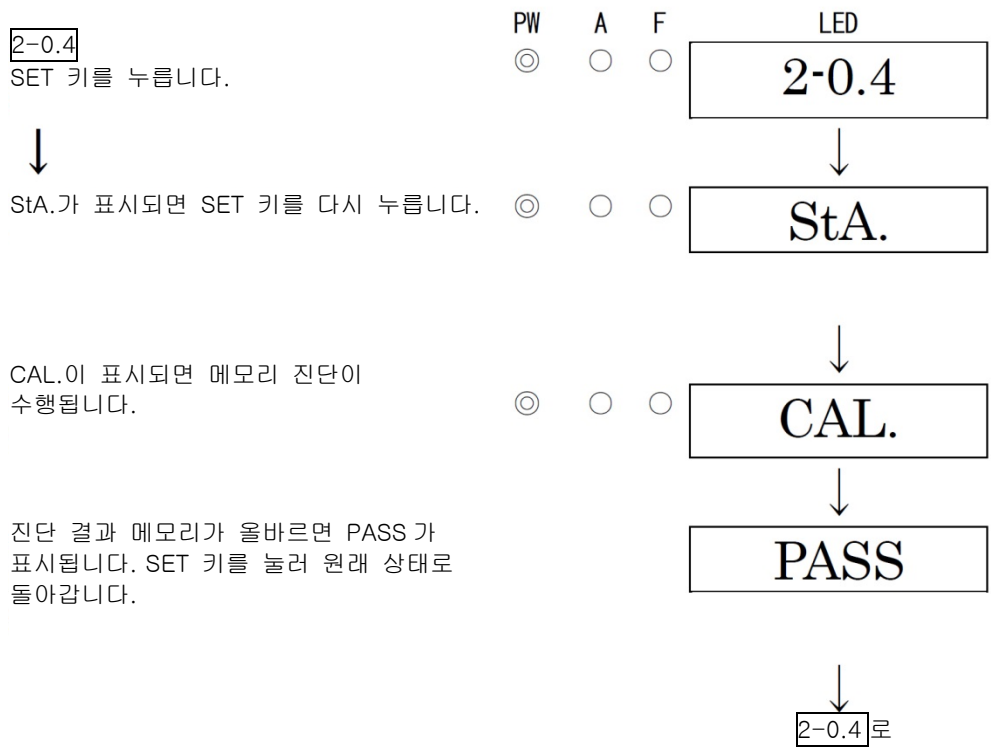 PW A F LED
2-0.4
SET 키를 누릅니다.
2-0.4
StA.가 표시되면 SET 키를 다시 누릅니다.
StA.
CAL.이 표시되면 메모리 진단이
수행됩니다.
CAL.
진단 결과 메모리가 올바르면 PASS가
표시됩니다. SET 키를 눌러 원래 상태로
돌아갑니다.
PASS
2-0.4로